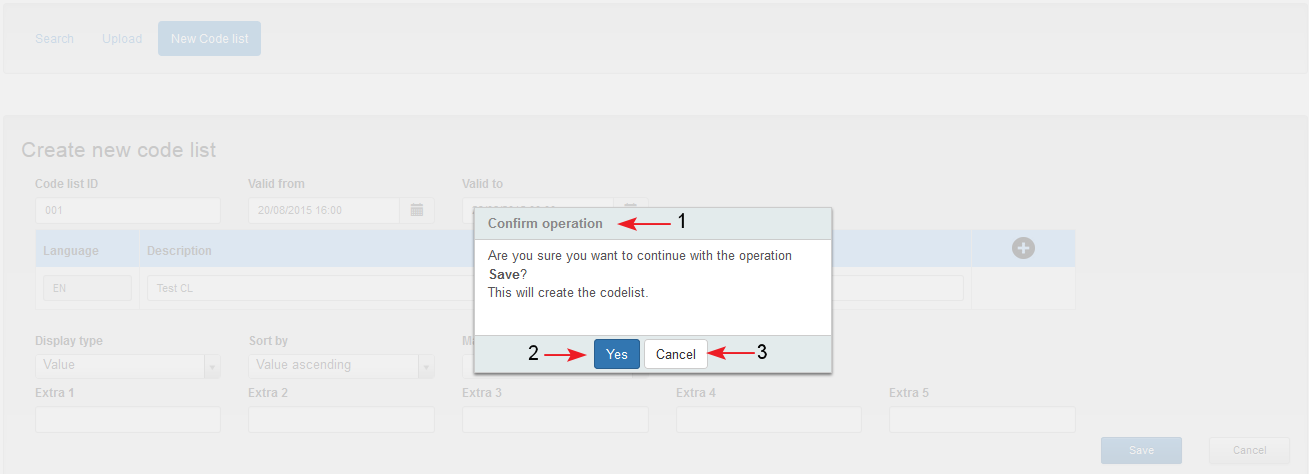 Search Upload New Code list
Create new code list
Code list ID Valid from Valid to
001 20/08/2015 16:00
Confirm operation 1
Language Description
Are you sure you want to continue with the operation
Save?
EN Test CL
This will create the codelist.
Display type Sort by
2 Yes Cancel 3
Value Value ascending
Extra 1 Extra 2 Extra 3 Extra 4 Extra 5
Save Cancel